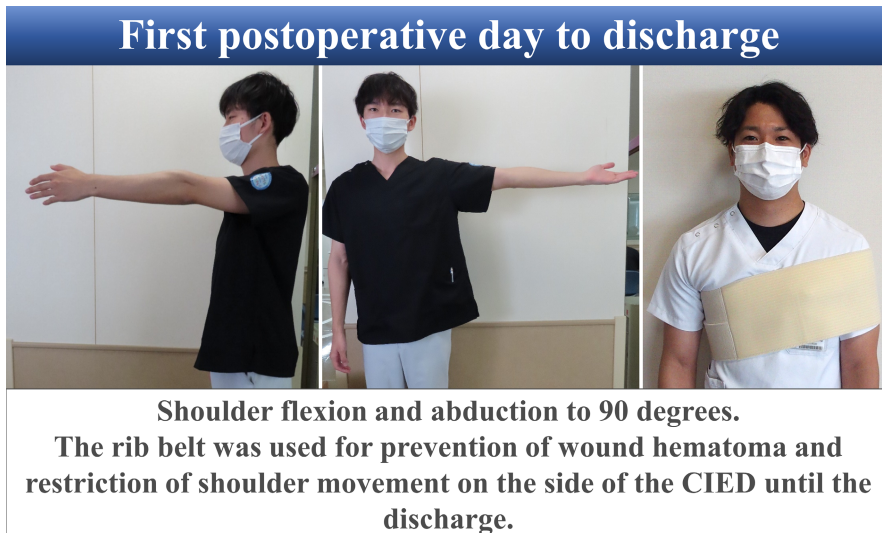 First postoperative day to discharge
Shoulder flexion and abduction to 90 degrees.
The rib belt was used for prevention of wound hematoma and
restriction of shoulder movement on the side of the CIED until the
discharge.